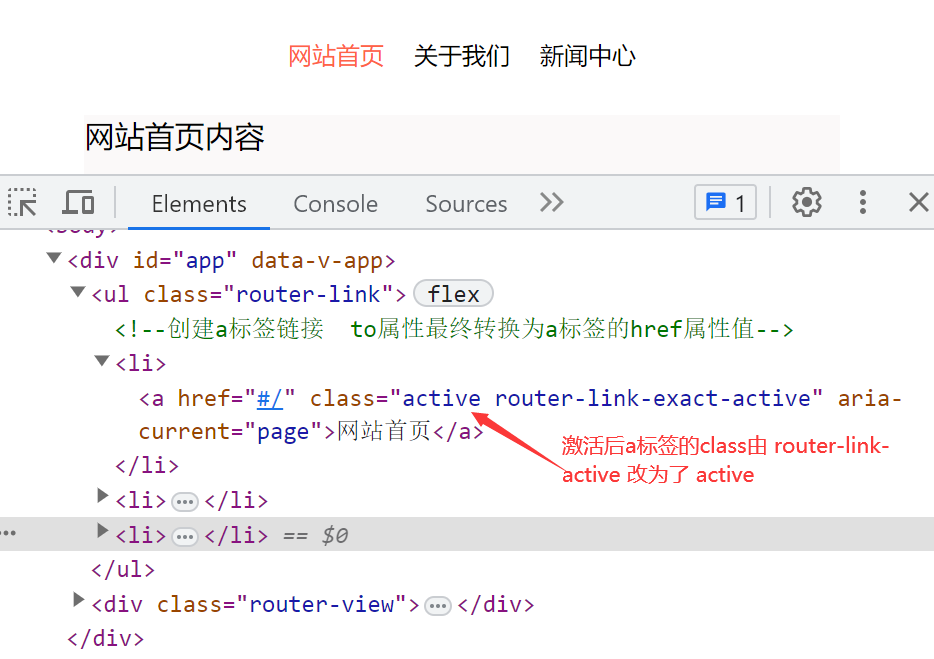 网站首页 关于我们 新闻中心
网站首页内容
Elements Console Sources 1
<body>
<div id="app" data-v-app>
<ul class="router-link"> flex
<!--创建a标签链接  to属性最终转换为a标签的href属性值-->
<li>
<a href="#/" class="active router-link-exact-active" aria-
current="page">网站首页</a>
激活后a标签的class由 router-link-
active 改为了 active
</li>
<li>…</li>
<li>…</li> == $0
</ul>
<div class="router-view">…</div>
</div>